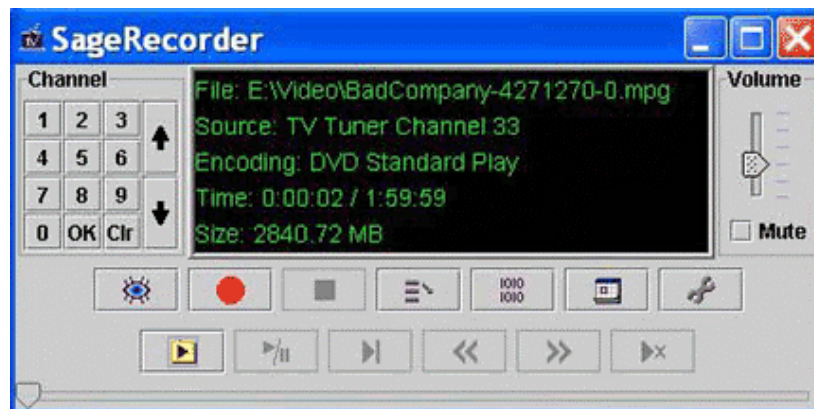 SageRecorder
Channel
1 2 3
4 5 6
7 8 9
0 OK Clr
File: E:\Video\BadCompany-4271270-0.mpg
Source: TV Tuner Channel 33
Encoding: DVD Standard Play
Time: 0:00:02 / 1:59:59
Size: 2840.72 MB
Volume
Mute
1010
1010